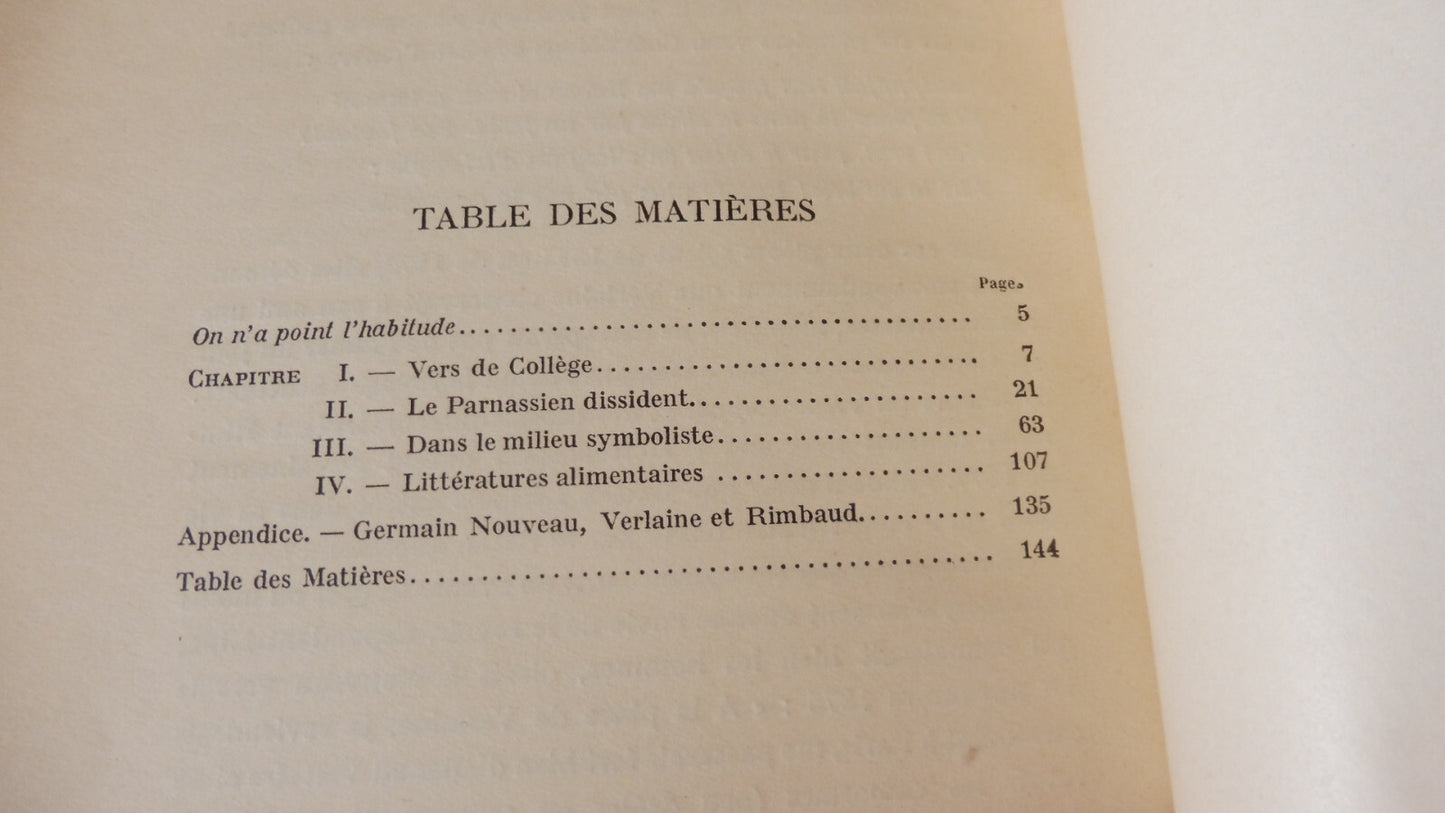 TABLE DES MATIÈRES
Page.
On n'a point l'habitude........................................ 5
CHAPITRE I. — Vers de Collège............................. 7
II. — Le Parnassien dissident...................... 21
III. — Dans le milieu symboliste.................... 63
IV. — Littératures alimentaires .................... 107
Appendice. — Germain Nouveau, Verlaine et Rimbaud.......... 135
Table des Matières............................................ 144